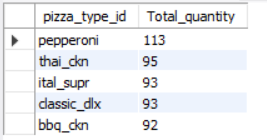 pizza_type_id Total_quantity
pepperoni 113
thai_ckn 95
ital_supr 93
classic_dlx 93
bbq_ckn 92